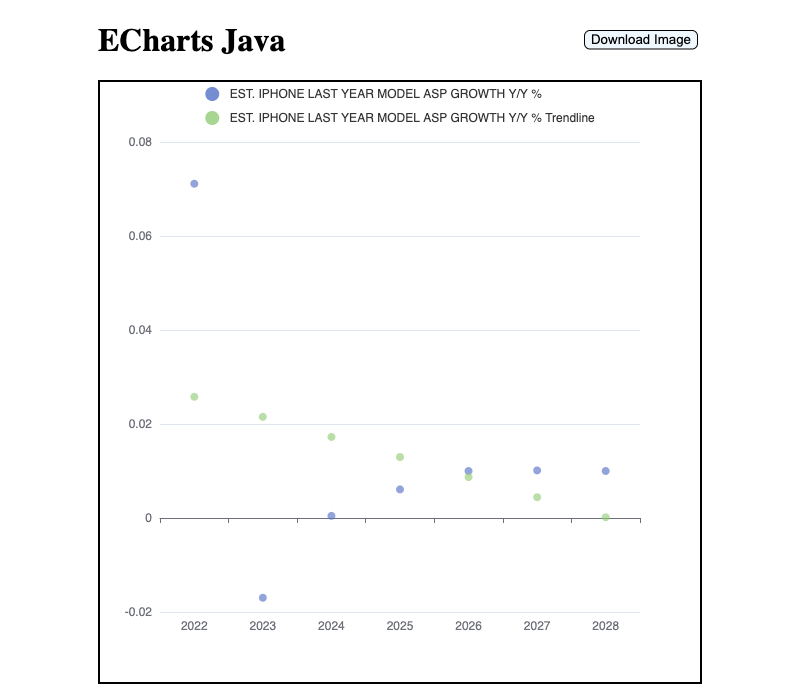 ECharts Java
Download Image
EST. IPHONE LAST YEAR MODEL ASP GROWTH Y/Y %
EST. IPHONE LAST YEAR MODEL ASP GROWTH Y/Y % Trendline
0.08
0.06
0.04
0.02
0
-0.02
2022 2023 2024 2025 2026 2027 2028